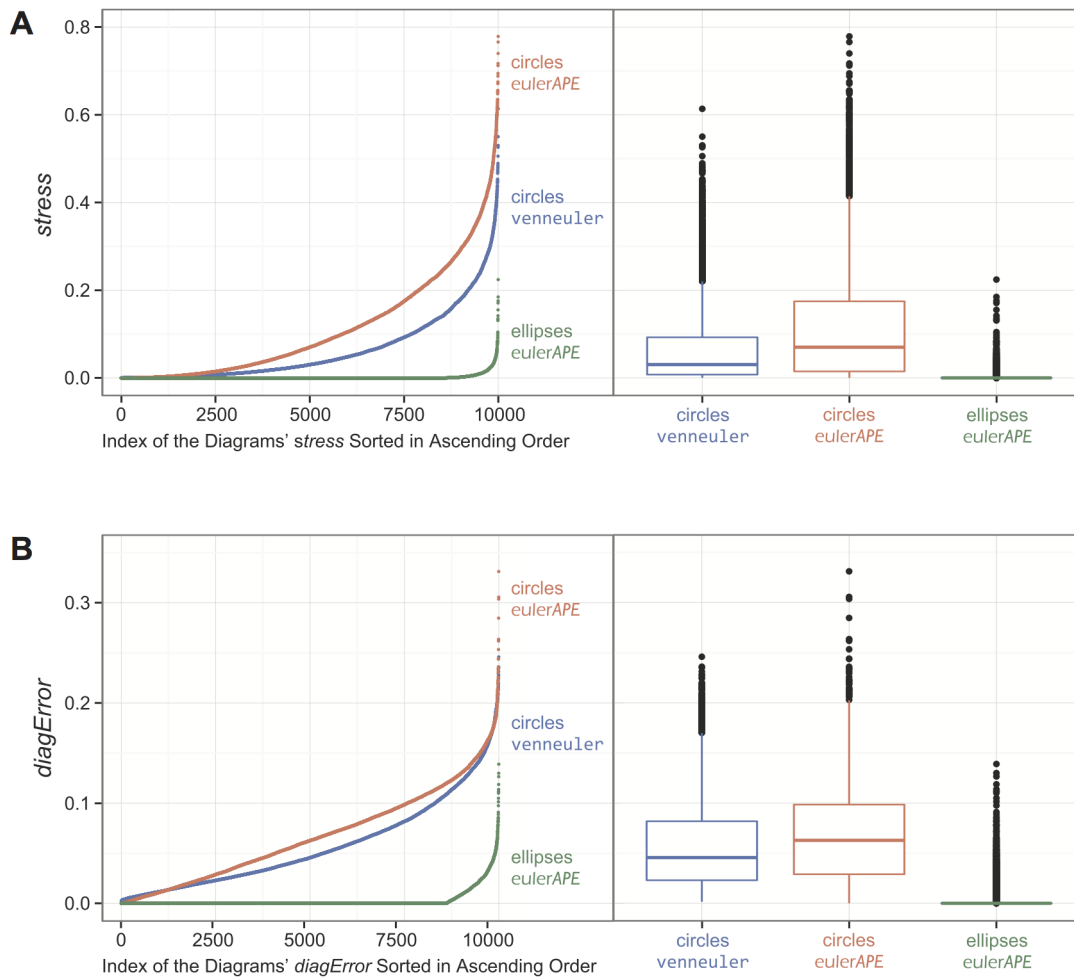 A
0.8
0.6
0.4
0.2
0.0
stress
circles
eulerAPE
circles
venneuler
ellipses
eulerAPE
0 2500 5000 7500 10000
Index of the Diagrams' stress Sorted in Ascending Order
circles
venneuler
circles
eulerAPE
ellipses
eulerAPE
B
0.3
0.2
0.1
0.0
diagError
circles
eulerAPE
circles
venneuler
ellipses
eulerAPE
0 2500 5000 7500 10000
Index of the Diagrams' diagError Sorted in Ascending Order
circles
venneuler
circles
eulerAPE
ellipses
eulerAPE